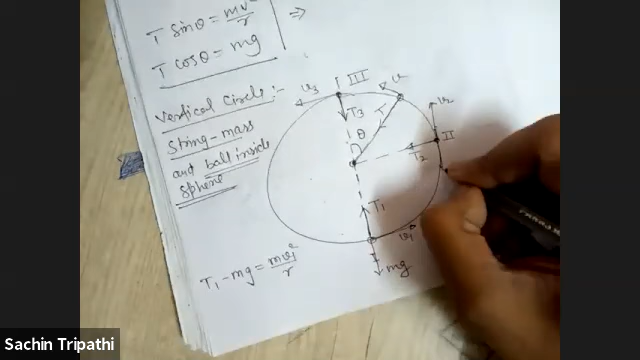 T sinθ = mv²/r ⇒
T cosθ = mg
Vertical Circle:-
String-mass
and ball inside
sphere
T₁ - mg = mv₁²/r
v₃
III
v
T₃
T
v₂
θ
II
T₂
T₁
v₁
I
mg
Sachin Tripathi